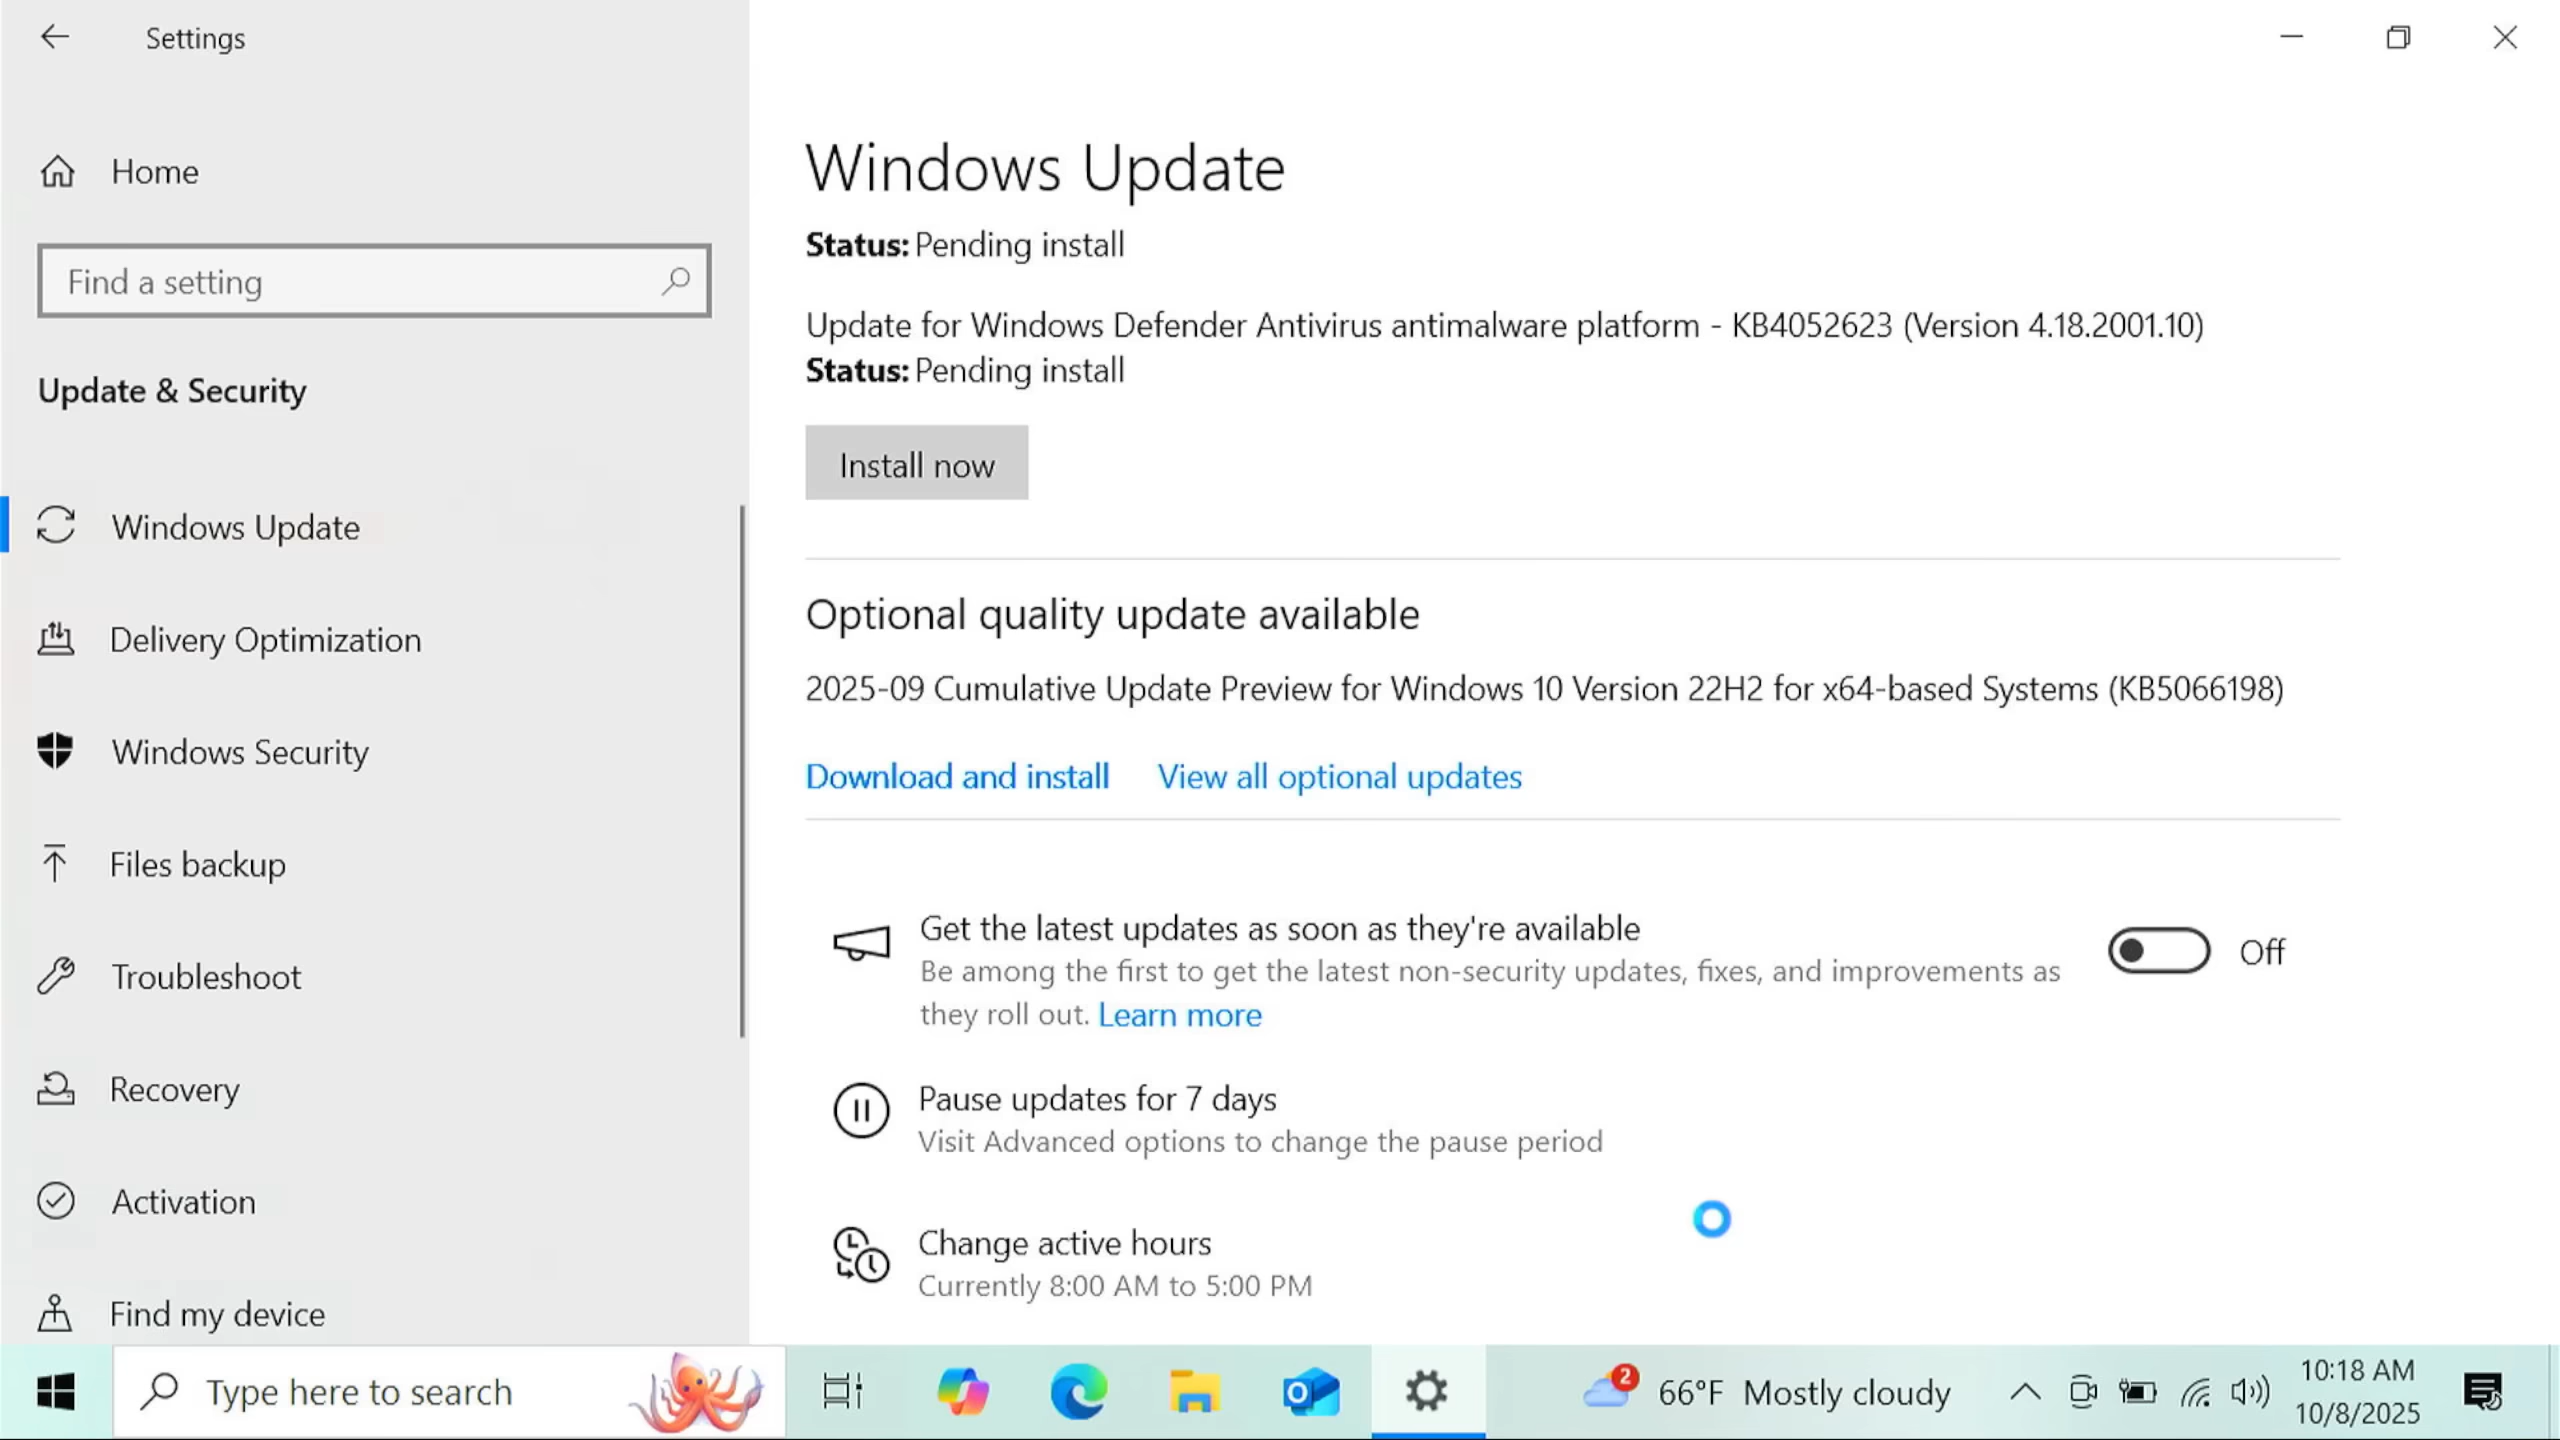 Settings
Home
Find a setting
Update & Security
Windows Update
Delivery Optimization
Windows Security
Files backup
Troubleshoot
Recovery
Activation
Find my device
Windows Update
Status: Pending install
Update for Windows Defender Antivirus antimalware platform - KB4052623 (Version 4.18.2001.10)
Status: Pending install
Install now
Optional quality update available
2025-09 Cumulative Update Preview for Windows 10 Version 22H2 for x64-based Systems (KB5066198)
Download and install View all optional updates
Get the latest updates as soon as they're available
Be among the first to get the latest non-security updates, fixes, and improvements as
they roll out. Learn more
Off
Pause updates for 7 days
Visit Advanced options to change the pause period
Change active hours
Currently 8:00 AM to 5:00 PM
Type here to search
2
66°F Mostly cloudy
10:18 AM
10/8/2025